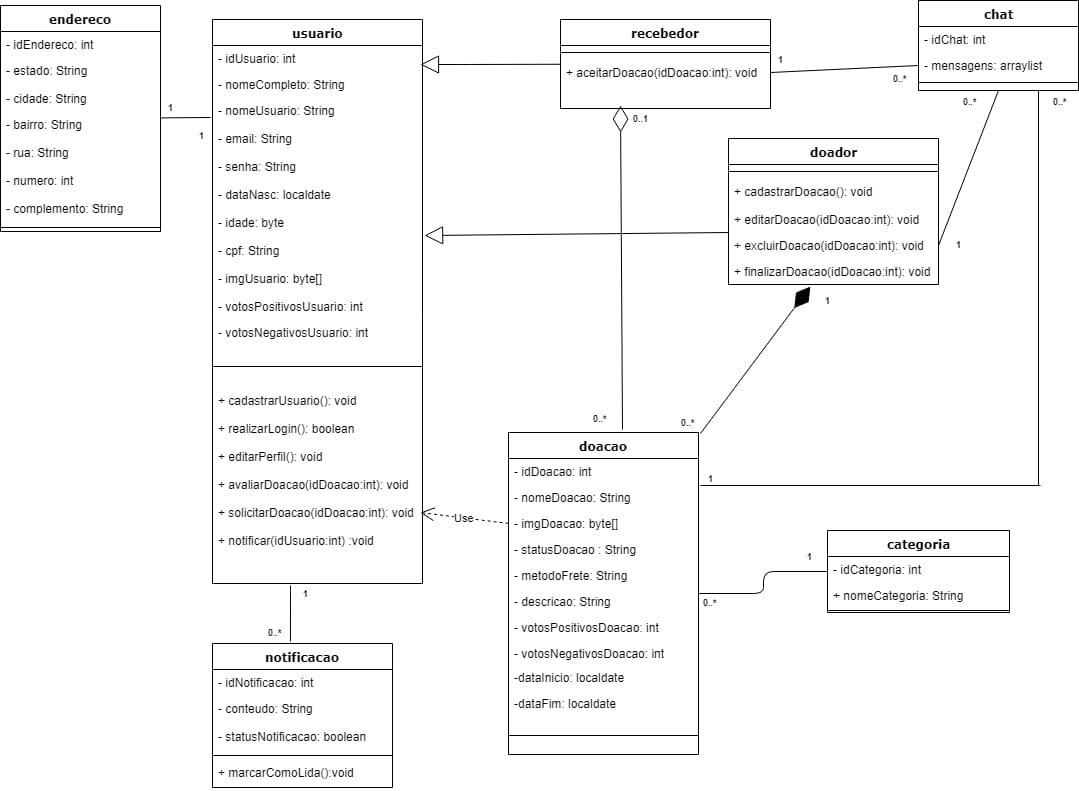 endereco
- idEndereco: int
- estado: String
- cidade: String
- bairro: String
- rua: String
- numero: int
- complemento: String
1
1
usuario
- idUsuario: int
- nomeCompleto: String
- nomeUsuario: String
- email: String
- senha: String
- dataNasc: localdate
- idade: byte
- cpf: String
- imgUsuario: byte[]
- votosPositivosUsuario: int
- votosNegativosUsuario: int
+ cadastrarUsuario(): void
+ realizarLogin(): boolean
+ editarPerfil(): void
+ avaliarDoacao(idDoacao:int): void
+ solicitarDoacao(idDoacao:int): void
+ notificar(idUsuario:int) :void
1
0..*
notificacao
- idNotificacao: int
- conteudo: String
- statusNotificacao: boolean
+ marcarComoLida():void
recebedor
+ aceitarDoacao(idDoacao:int): void
1
0..*
0..1
chat
- idChat: int
- mensagens: arraylist
0..*
0..*
doador
+ cadastrarDoacao(): void
+ editarDoacao(idDoacao:int): void
+ excluirDoacao(idDoacao:int): void
+ finalizarDoacao(idDoacao:int): void
1
1
0..*
0..*
doacao
- idDoacao: int
- nomeDoacao: String
- imgDoacao: byte[]
- statusDoacao : String
- metodoFrete: String
- descricao: String
- votosPositivosDoacao: int
- votosNegativosDoacao: int
-dataInicio: localdate
-dataFim: localdate
1
Use
0..*
1
categoria
- idCategoria: int
+ nomeCategoria: String